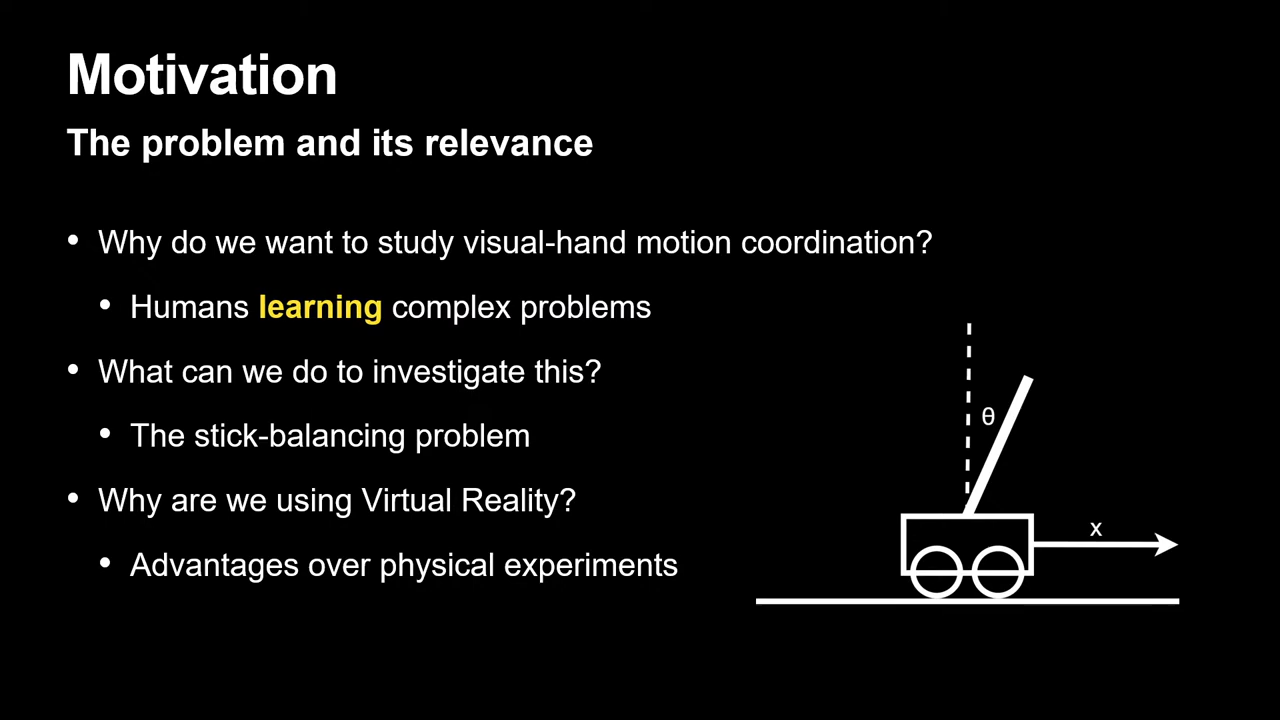 Motivation
The problem and its relevance
• Why do we want to study visual-hand motion coordination?
• Humans learning complex problems
• What can we do to investigate this?
• The stick-balancing problem
• Why are we using Virtual Reality?
• Advantages over physical experiments
θ
x